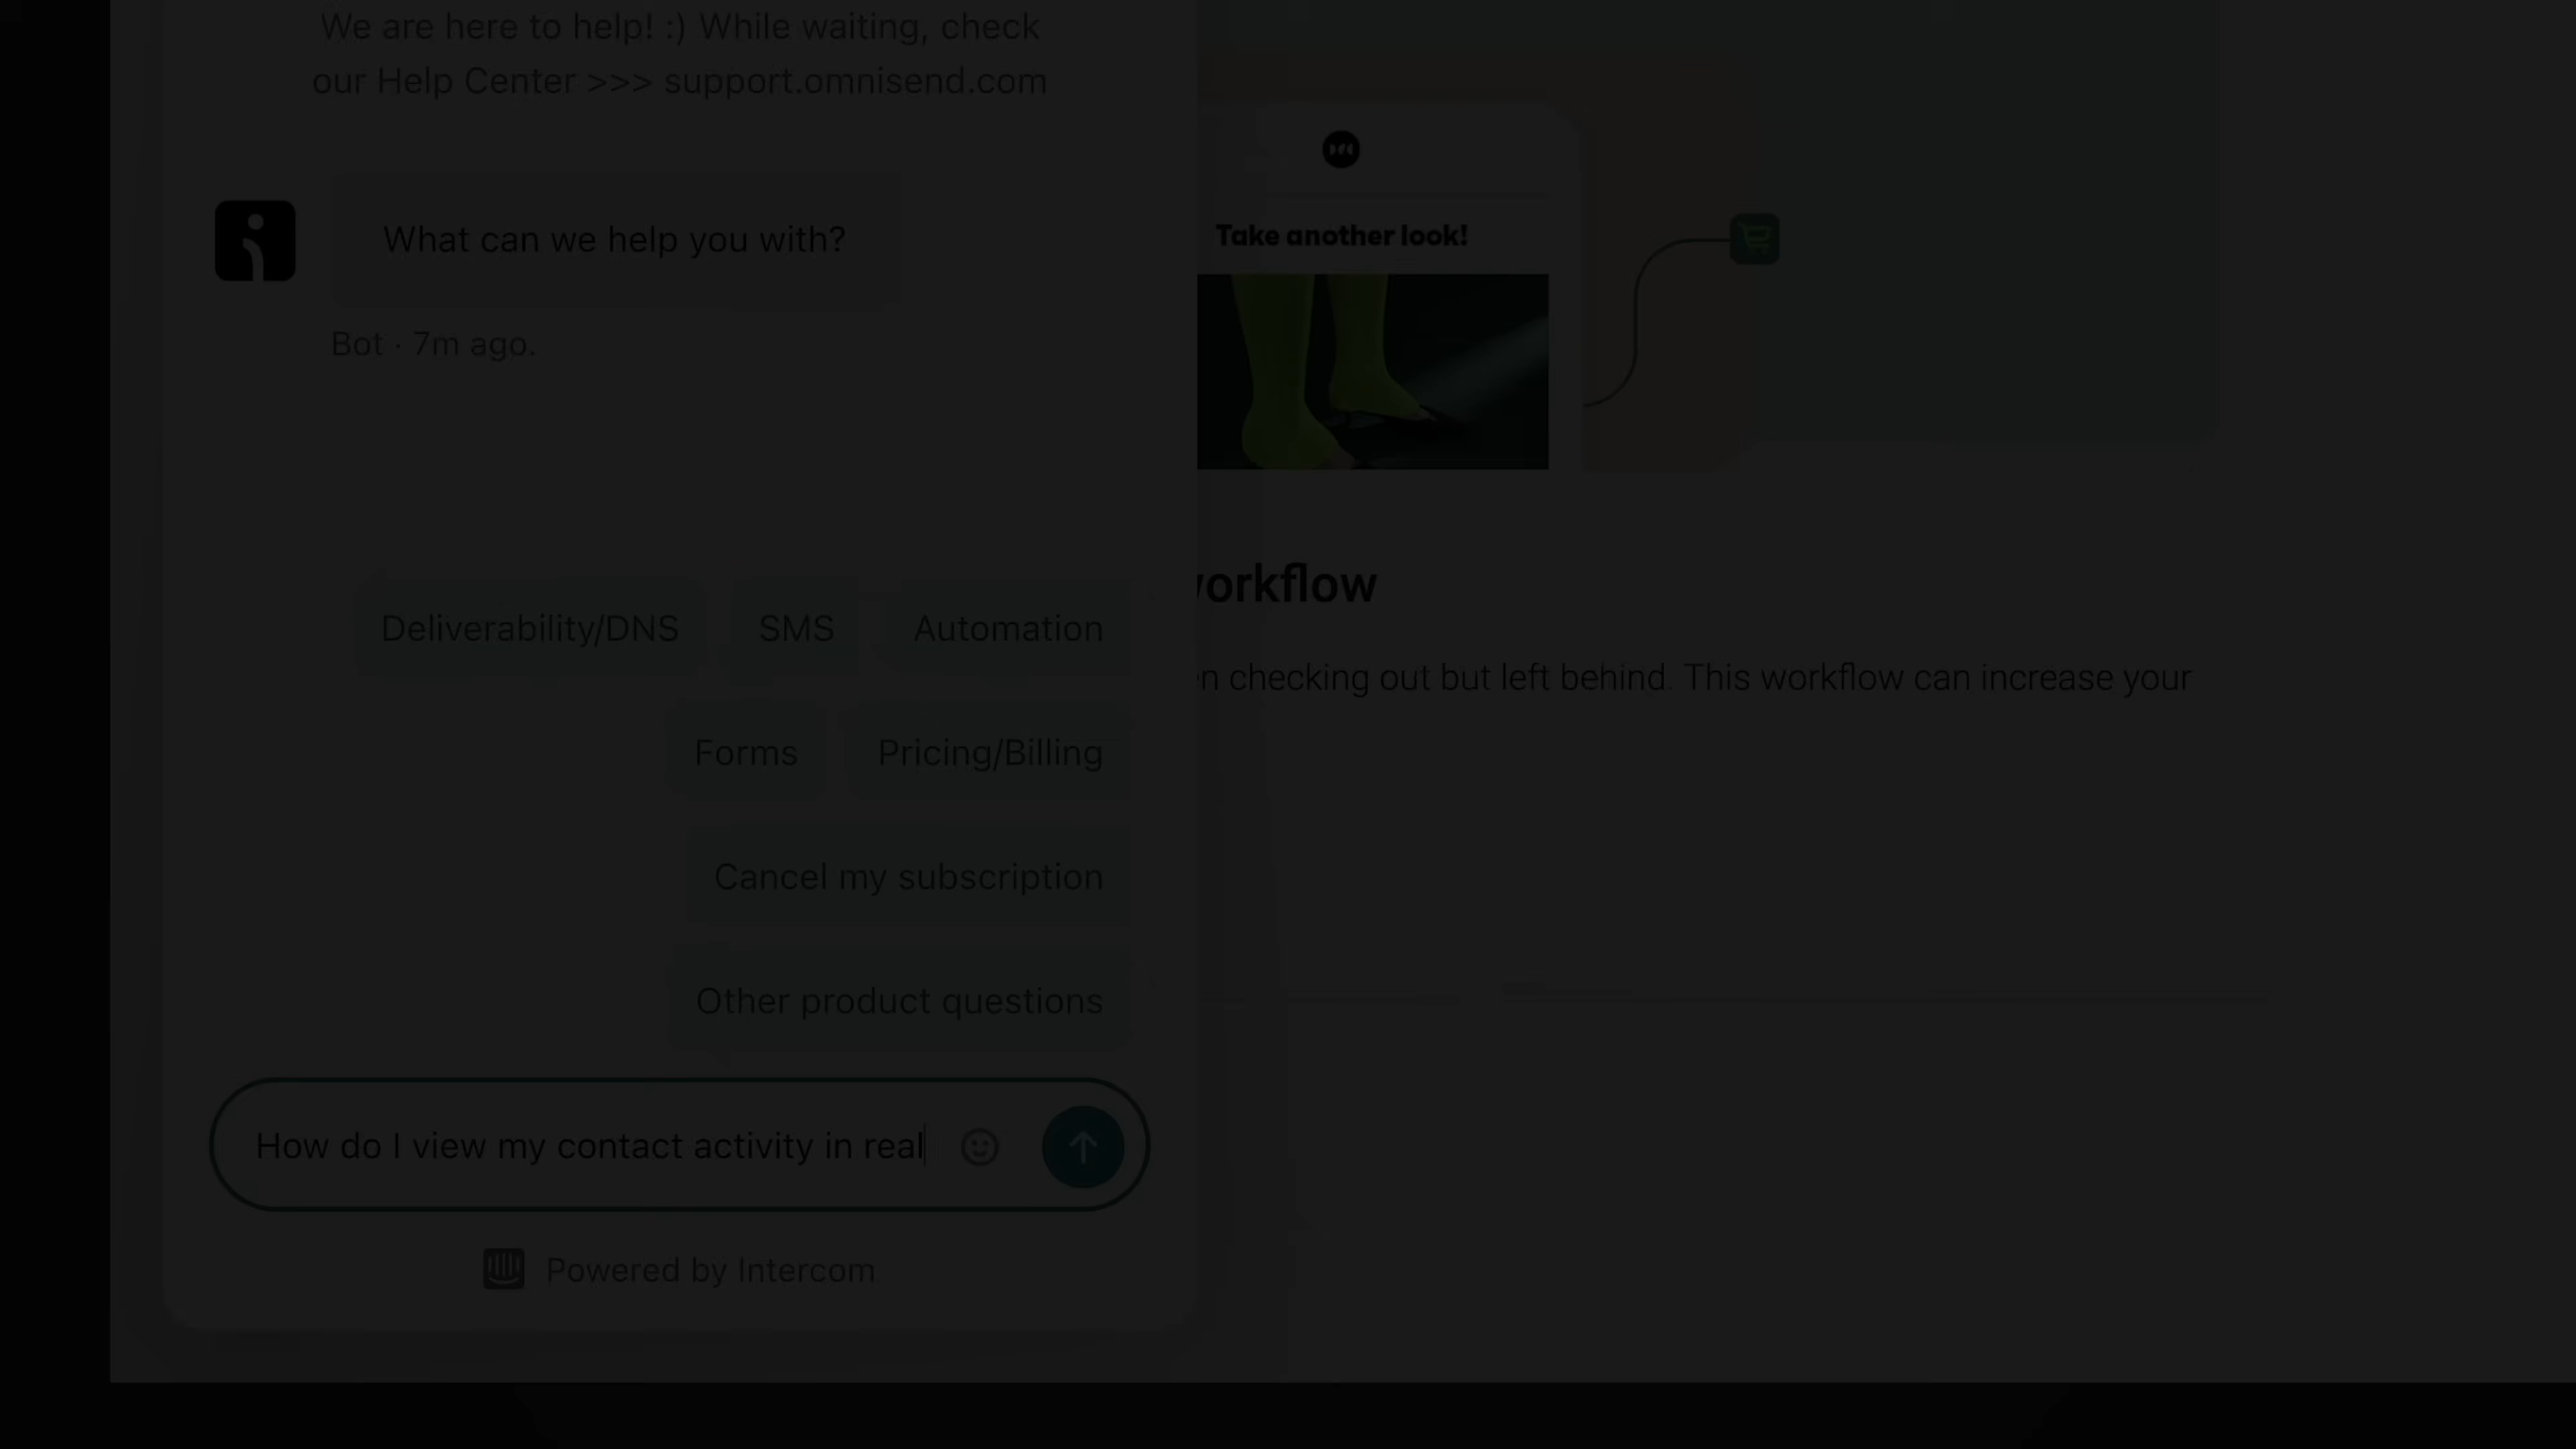 We are here to help! :) While waiting, check
our Help Center >>> support.omnisend.com
What can we help you with?
Bot · 7m ago.
Deliverability/DNS
SMS
Automation
Forms
Pricing/Billing
Cancel my subscription
Other product questions
How do I view my contact activity in real
Powered by Intercom
Take another look!
workflow
en checking out but left behind. This workflow can increase your